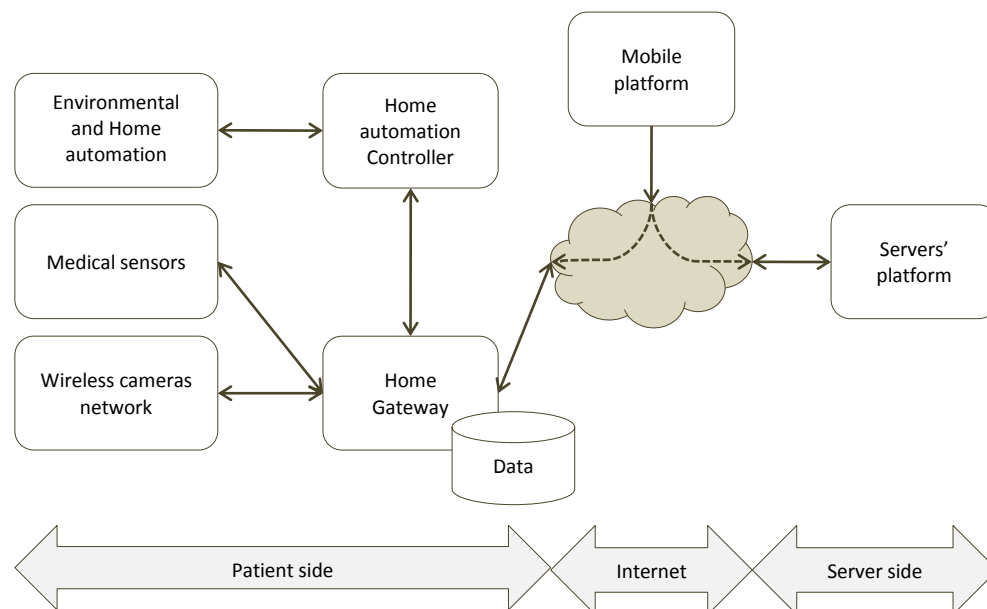 Environmental
and Home
automation
Home
automation
Controller
Mobile
platform
Medical sensors
Servers’
platform
Wireless cameras
network
Home
Gateway
Data
Patient side
Internet
Server side